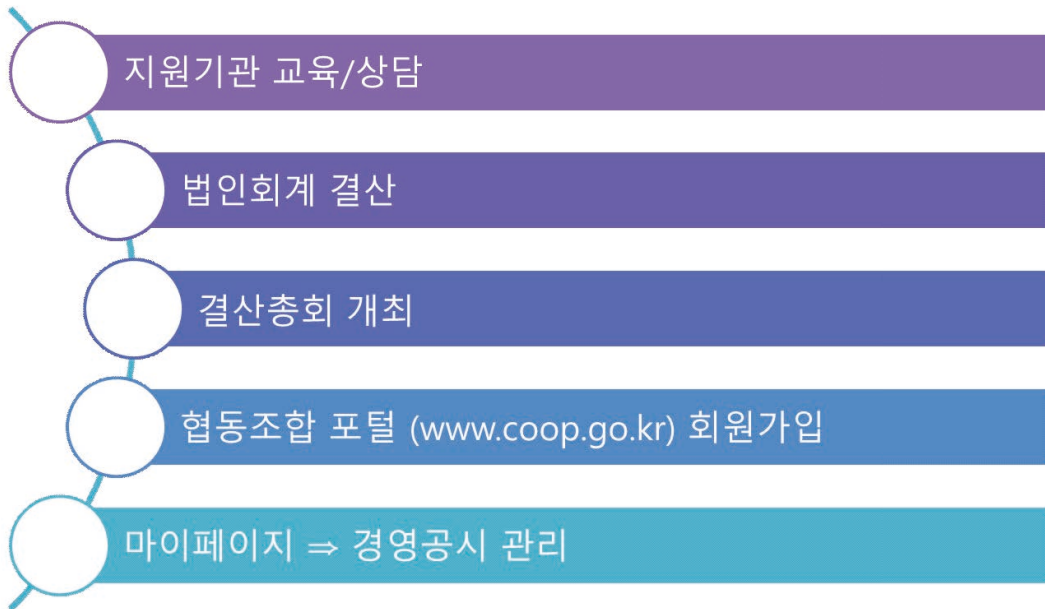 지원기관 교육/상담
법인회계 결산
결산총회 개최
협동조합 포털 (www.coop.go.kr) 회원가입
마이페이지 ⇒ 경영공시 관리